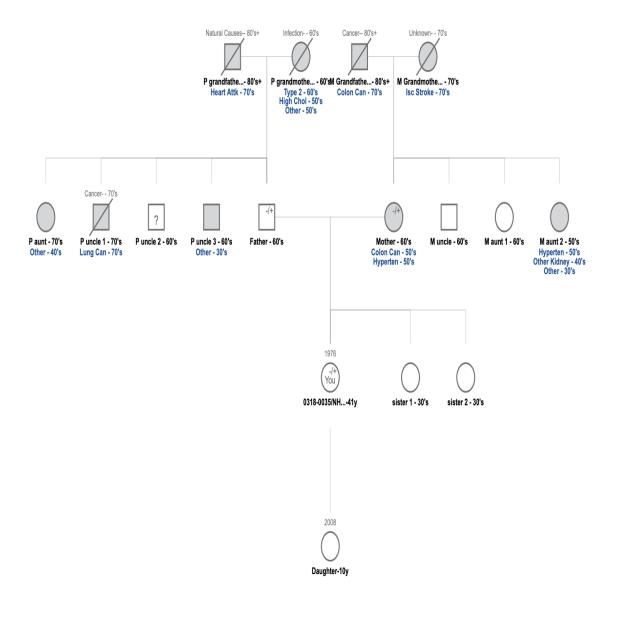 Natural Causes-- 80's+
Infection- - 60's
Cancer-- 80's+
Unknown- - 70's
P grandfathe...- 80's+
Heart Attk - 70's
P grandmothe... - 60's
Type 2 - 60's
High Chol - 50's
Other - 50's
M Grandfathe... - 80's+
Colon Can - 70's
M Grandmothe... - 70's
Isc Stroke - 70's
Cancer- - 70's
P aunt - 70's
Other - 40's
P uncle 1 - 70's
Lung Can - 70's
?
P uncle 2 - 60's
P uncle 3 - 60's
Other - 30's
-/+
Father - 60's
-/+
Mother - 60's
Colon Can - 50's
Hyperten - 50's
M uncle - 60's
M aunt 1 - 60's
M aunt 2 - 50's
Hyperten - 50's
Other Kidney - 40's
Other - 30's
1976
-/+
You
0318-0035/NH...-41y
sister 1 - 30's
sister 2 - 30's
2008
Daughter-10y